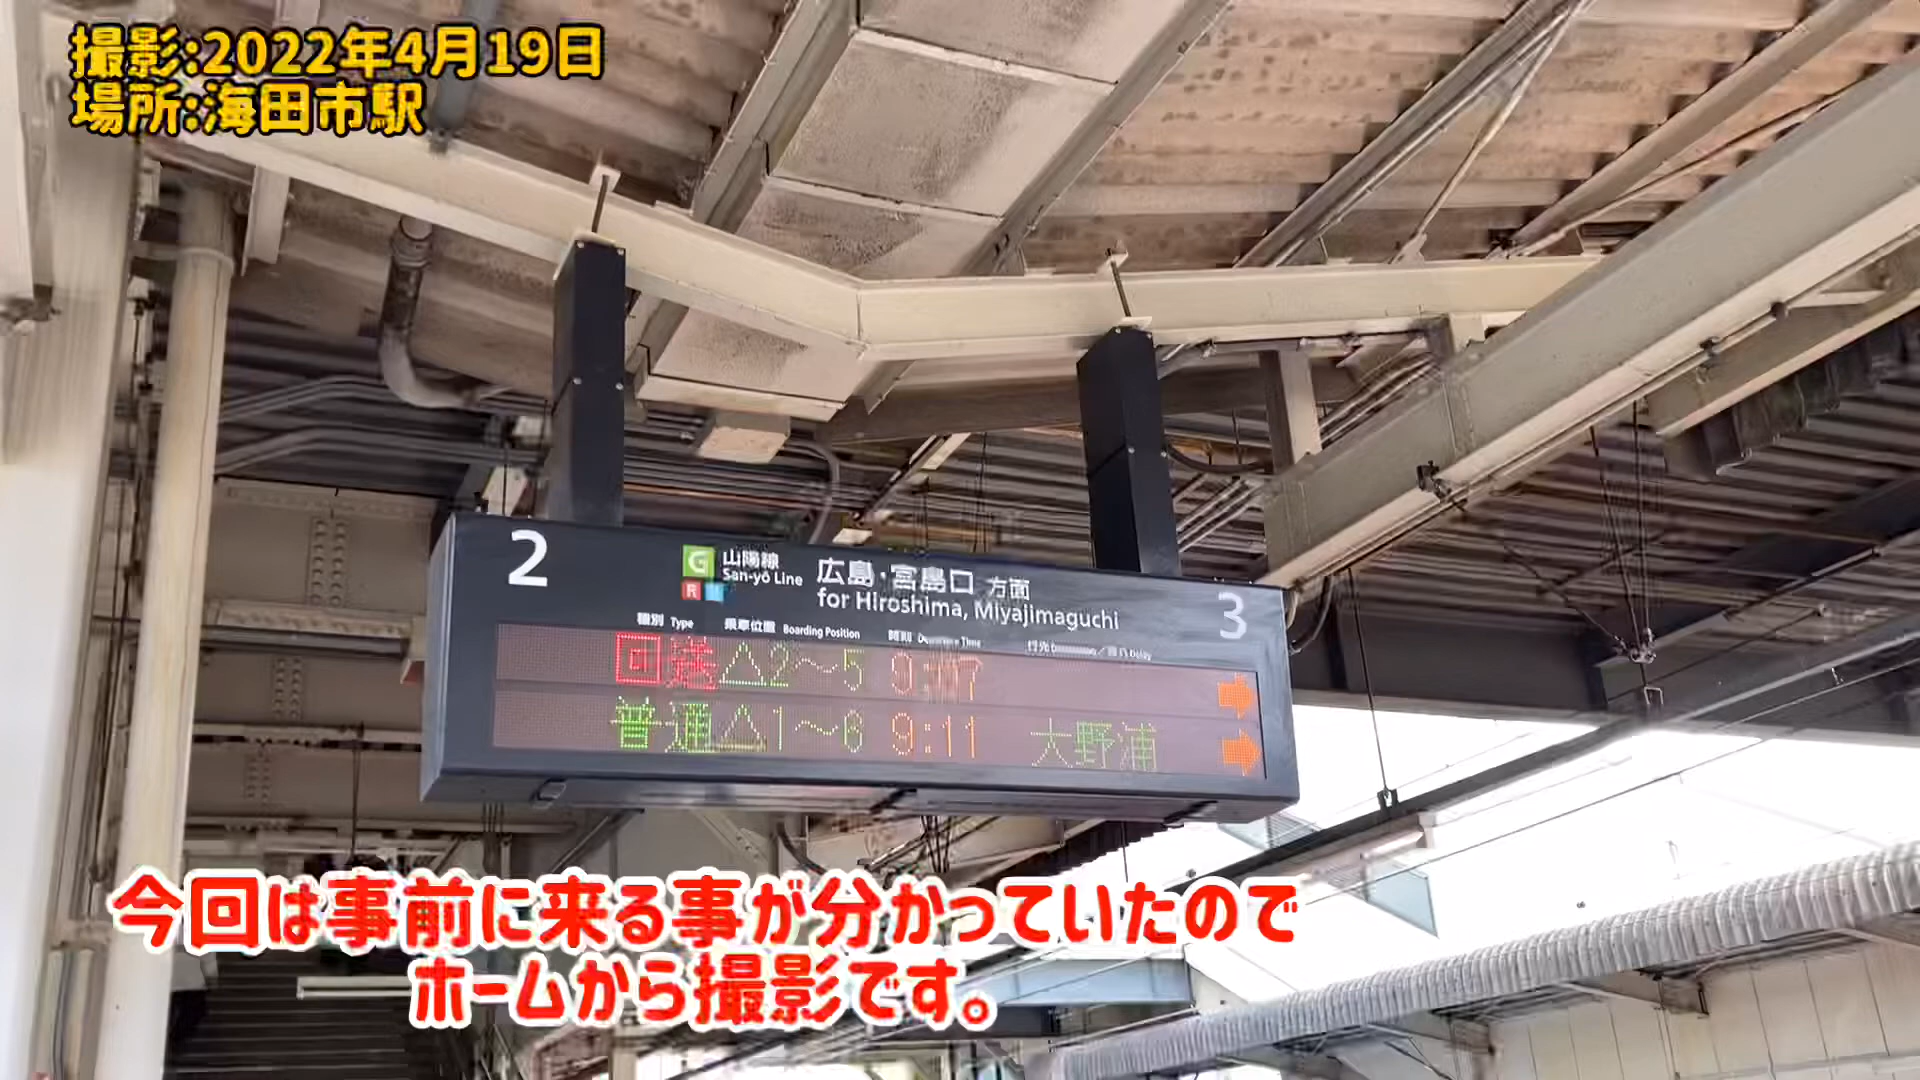 撮影:2022年4月19日
場所:海田市駅
2
G 山陽線
San-yō Line
R
広島・宮島口 方面
for Hiroshima, Miyajimaguchi
3
種別 Type 乗車位置 Boarding Position 時刻 Departure Time
回送 △2～5
普通 △1～6 9:11 大野浦
今回は事前に来る事が分かっていたので
ホームから撮影です。